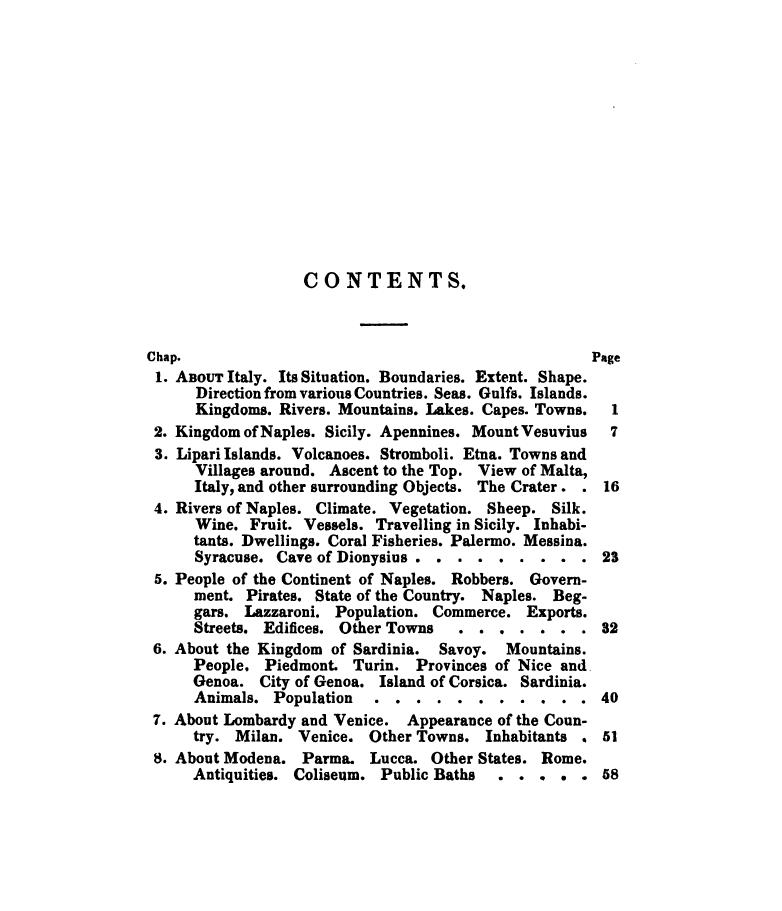 CONTENTS.
Chap. Page
1. ABOUT Italy. Its Situation. Boundaries. Extent. Shape.
Direction from various Countries. Seas. Gulfs. Islands.
Kingdoms. Rivers. Mountains. Lakes. Capes. Towns. 1
2. Kingdom of Naples. Sicily. Apennines. Mount Vesuvius 7
3. Lipari Islands. Volcanoes. Stromboli. Etna. Towns and
Villages around. Ascent to the Top. View of Malta,
Italy, and other surrounding Objects. The Crater . . 16
4. Rivers of Naples. Climate. Vegetation. Sheep. Silk.
Wine. Fruit. Vessels. Travelling in Sicily. Inhabi-
tants. Dwellings. Coral Fisheries. Palermo. Messina.
Syracuse. Cave of Dionysius . . . . . . . . . 23
5. People of the Continent of Naples. Robbers. Govern-
ment. Pirates. State of the Country. Naples. Beg-
gars. Lazzaroni. Population. Commerce. Exports.
Streets. Edifices. Other Towns . . . . . . . 32
6. About the Kingdom of Sardinia. Savoy. Mountains.
People. Piedmont. Turin. Provinces of Nice and
Genoa. City of Genoa. Island of Corsica. Sardinia.
Animals. Population . . . . . . . . . . . 40
7. About Lombardy and Venice. Appearance of the Coun-
try. Milan. Venice. Other Towns. Inhabitants . 51
8. About Modena. Parma. Lucca. Other States. Rome.
Antiquities. Coliseum. Public Baths . . . . . 58